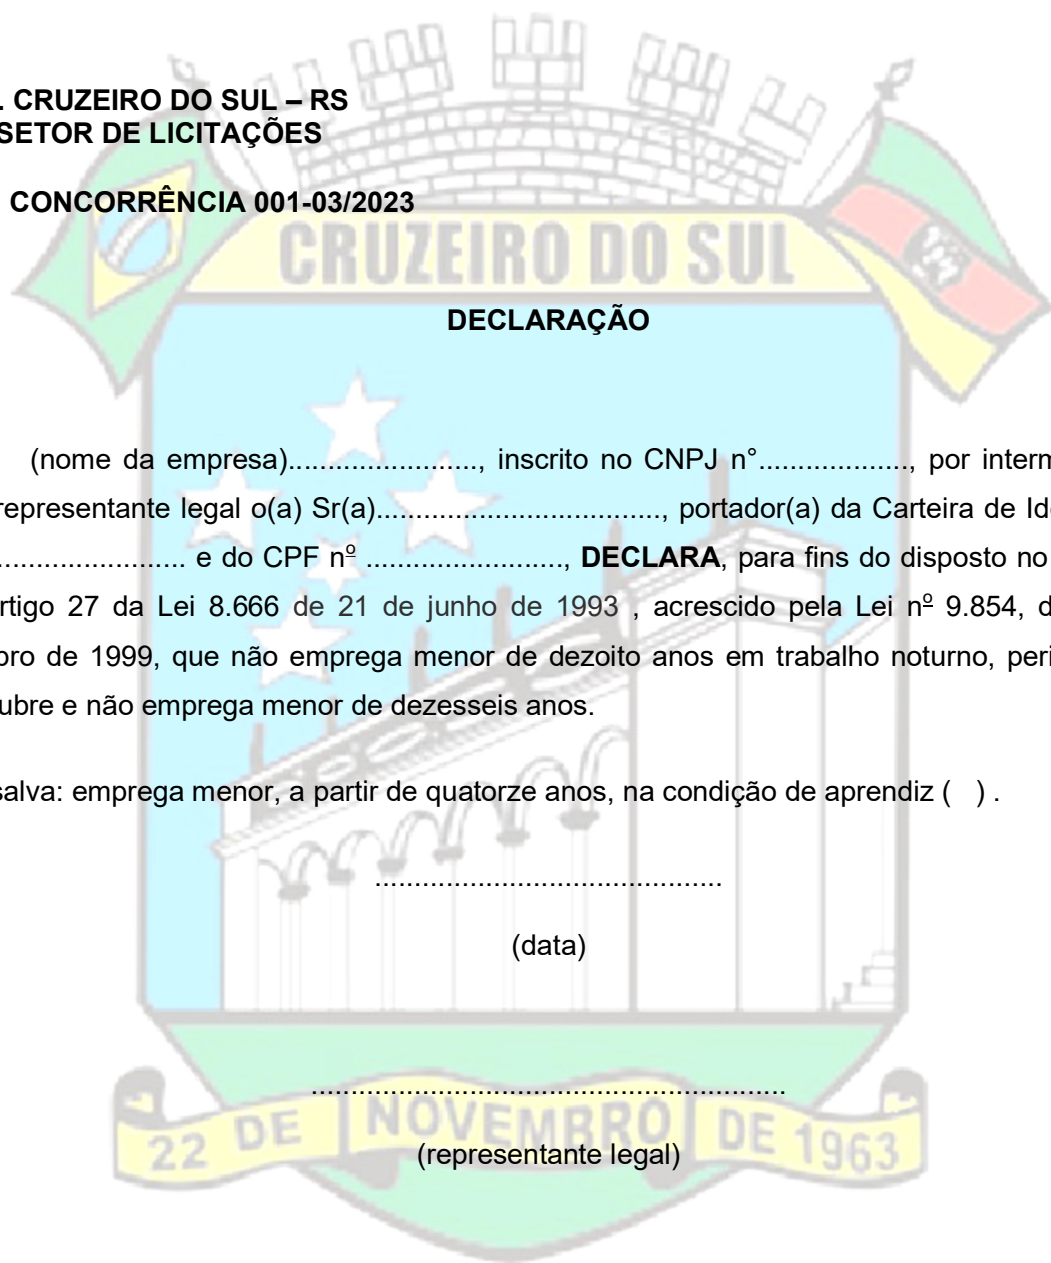 . CRUZEIRO DO SUL – RS
SETOR DE LICITAÇÕES
CONCORRÊNCIA 001-03/2023
CRUZEIRO DO SUL
DECLARAÇÃO
(nome da empresa)........................, inscrito no CNPJ n°..................., por interm
representante legal o(a) Sr(a)...................................., portador(a) da Carteira de Ide
........................ e do CPF nº ........................., DECLARA, para fins do disposto no
rtigo 27 da Lei 8.666 de 21 de junho de 1993 , acrescido pela Lei nº 9.854, d
bro de 1999, que não emprega menor de dezoito anos em trabalho noturno, peri
ubre e não emprega menor de dezesseis anos.
salva: emprega menor, a partir de quatorze anos, na condição de aprendiz ( ) .
............................................
(data)
............................................................
(representante legal)
22 DE NOVEMBRO DE 1963